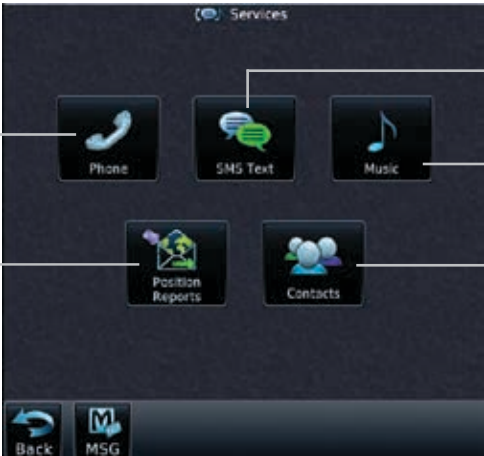 Services
Phone
SMS Text
Music
Position
Reports
Contacts
Back
M
MSG